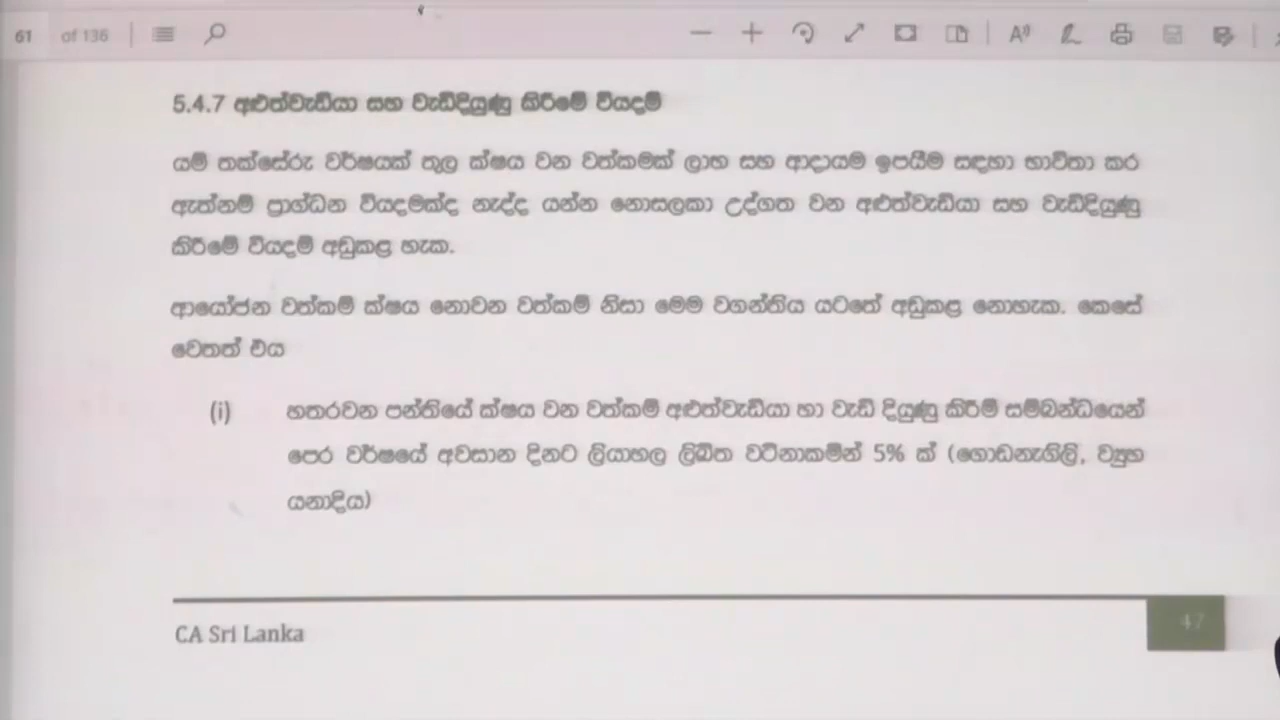 61 of 136
5.4.7 අළුත්වැඩියා සහ වැඩිදියුණු කිරීමේ වියදම්
යම් තක්සේරු වර්ෂයක් තුල ක්ෂය වන වත්කමක් ලාභ සහ ආදායම ඉපයීම සඳහා භාවිතා කර
ඇත්නම් ප්‍රාග්ධන වියදමක්ද නැද්ද යන්න නොසලකා උද්ගත වන අළුත්වැඩියා සහ වැඩිදියුණු
කිරීමේ වියදම් අඩුකළ හැක.
ආයෝජන වත්කම් ක්ෂය නොවන වත්කම් නිසා මෙම වගන්තිය යටතේ අඩුකළ නොහැක. කෙසේ
වෙතත් එය
(i) හතරවන පන්තියේ ක්ෂය වන වත්කම් අළුත්වැඩියා හා වැඩි දියුණු කිරීම් සම්බන්ධයෙන්
පෙර වර්ෂයේ අවසාන දිනට ලියාහල ලිඛිත වටිනාකමින් 5% ක් (ගොඩනැගිලි, ව්‍යුහ
යනාදිය)
CA Sri Lanka
47